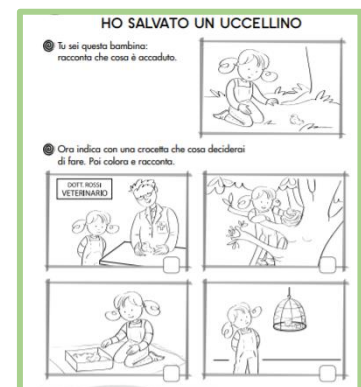 HO SALVATO UN UCCELLINO
Tu sei questa bambina:
racconta che cosa è accaduto.
Ora indica con una crocetta che cosa deciderai
di fare. Poi colora e racconta.
DOTT. ROSSI
VETERINARIO